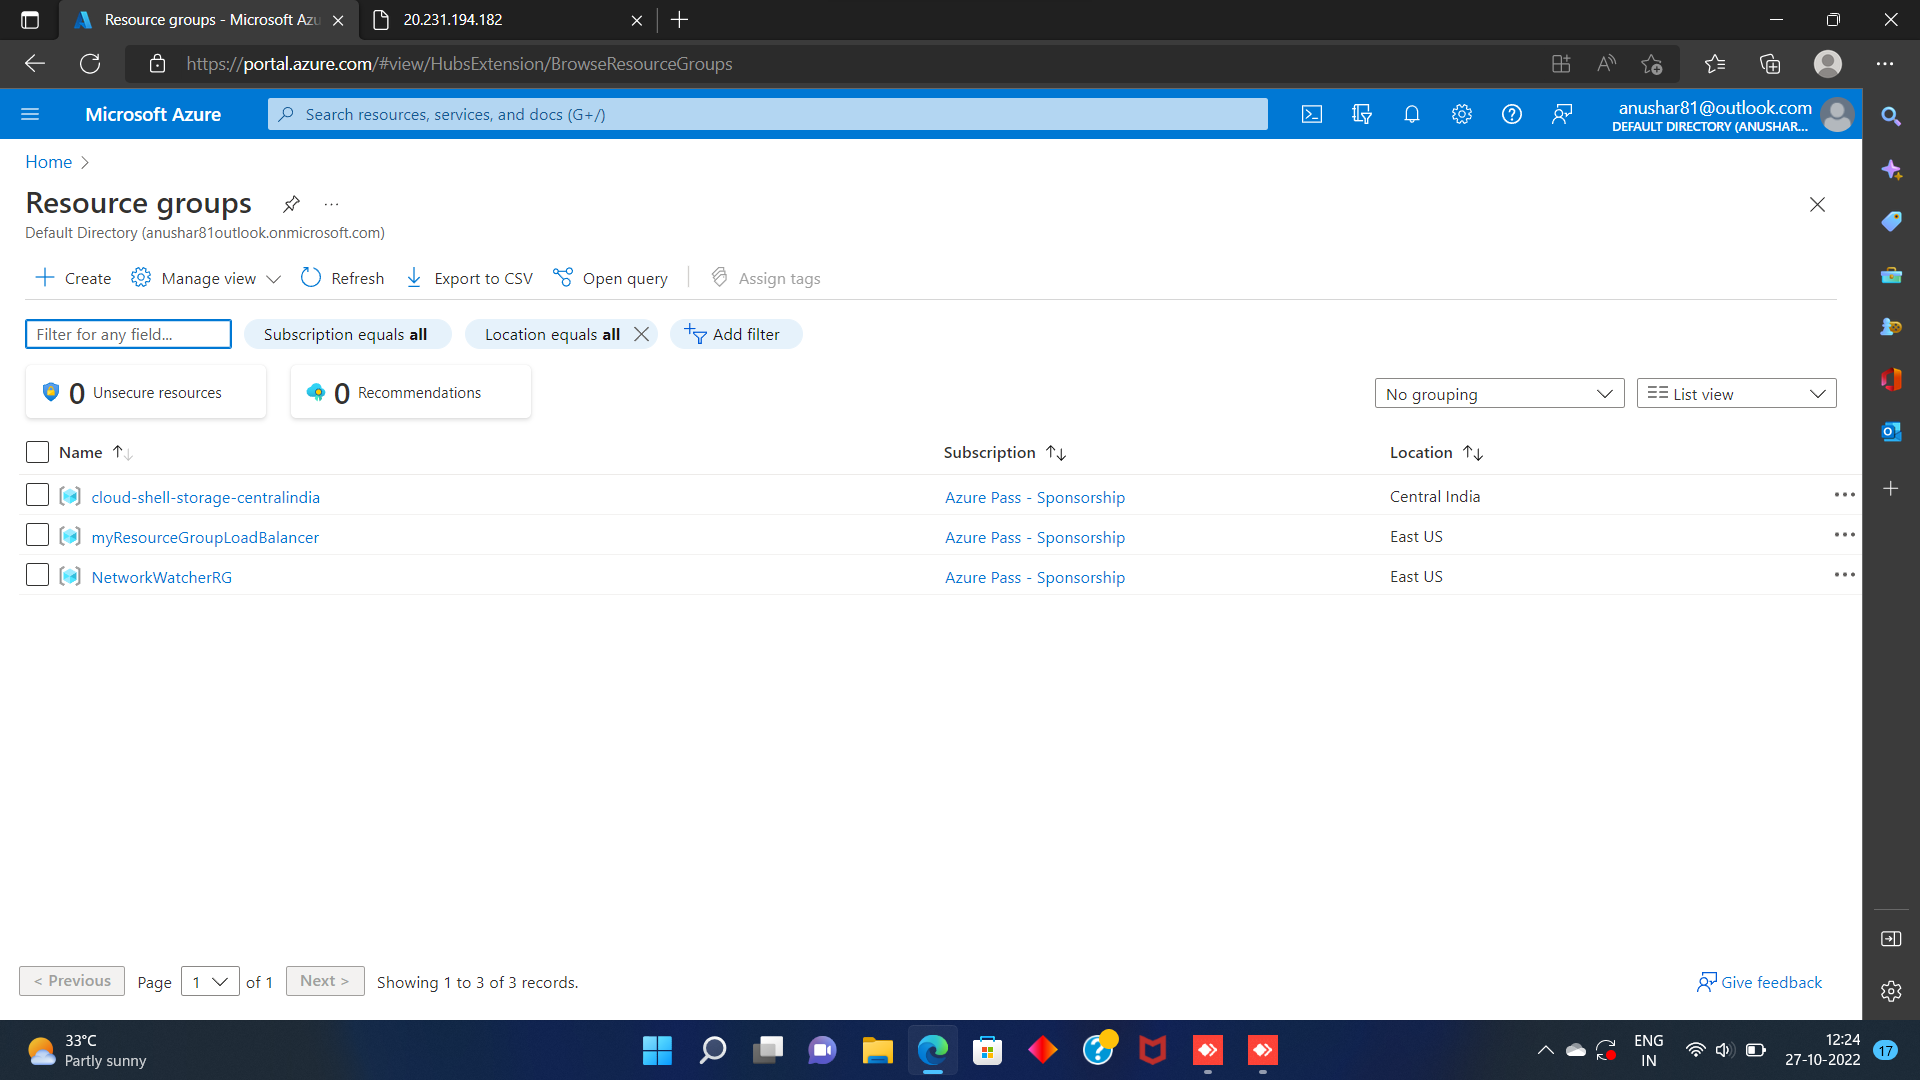 Resource groups - Microsoft Azu
20.231.194.182
https://portal.azure.com/#view/HubsExtension/BrowseResourceGroups
Microsoft Azure
Search resources, services, and docs (G+/)
anushar81@outlook.com
DEFAULT DIRECTORY (ANUSHAR...
Home
Resource groups
Default Directory (anushar81outlook.onmicrosoft.com)
Create
Manage view
Refresh
Export to CSV
Open query
Assign tags
Filter for any field...
Subscription equals all
Location equals all
Add filter
0 Unsecure resources
0 Recommendations
No grouping
List view
Name
Subscription
Location
cloud-shell-storage-centralindia
Azure Pass - Sponsorship
Central India
myResourceGroupLoadBalancer
Azure Pass - Sponsorship
East US
NetworkWatcherRG
Azure Pass - Sponsorship
East US
< Previous
Page
1
of 1
Next >
Showing 1 to 3 of 3 records.
Give feedback
33°C
Partly sunny
ENG
IN
12:24
27-10-2022
17